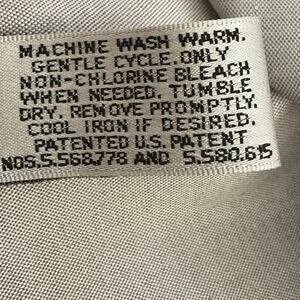 MACHINE WASH WARM.
GENTLE CYCLE. ONLY
NON-CHLORINE BLEACH
WHEN NEEDED. TUMBLE
DRY. REMOVE PROMPTLY.
COOL IRON IF DESIRED.
PATENTED U.S. PATENT
NOS. 5.568.778 AND 5.580.615